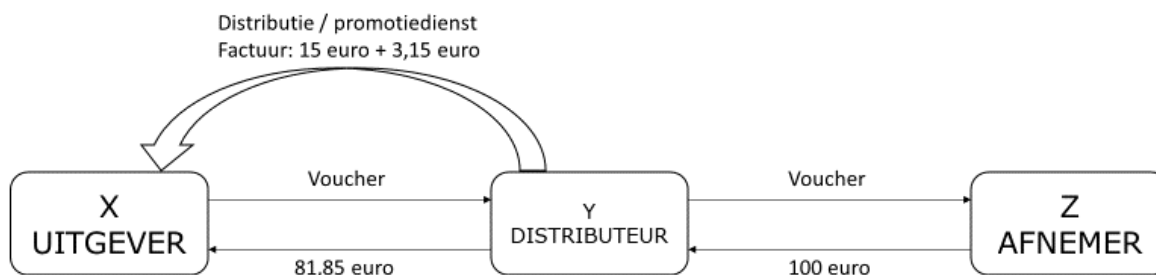 Distributie / promotiedienst
Factuur: 15 euro + 3,15 euro
X
UITGEVER
Voucher
81,85 euro
Y
DISTRIBUTEUR
Voucher
100 euro
Z
AFNEMER